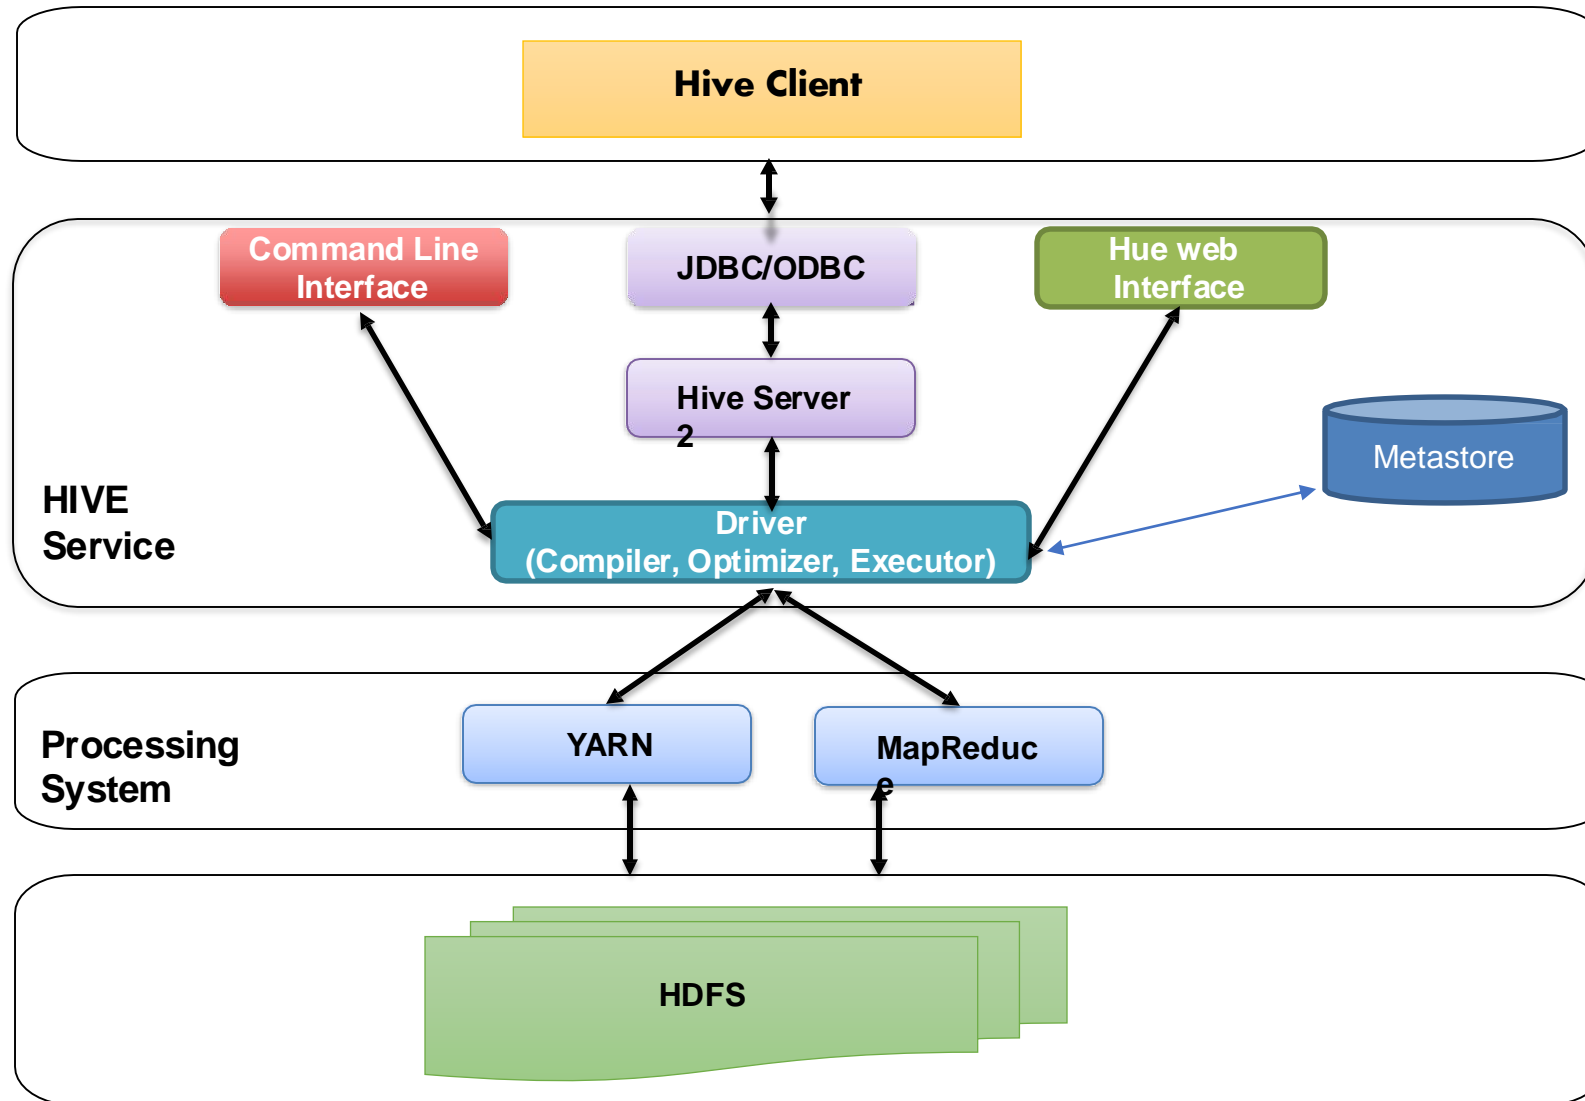 Hive Client
Command Line
Interface
JDBC/ODBC
Hue web
Interface
Hive Server
2
Metastore
HIVE
Service
Driver
(Compiler, Optimizer, Executor)
Processing
System
YARN
MapReduc
e
HDFS